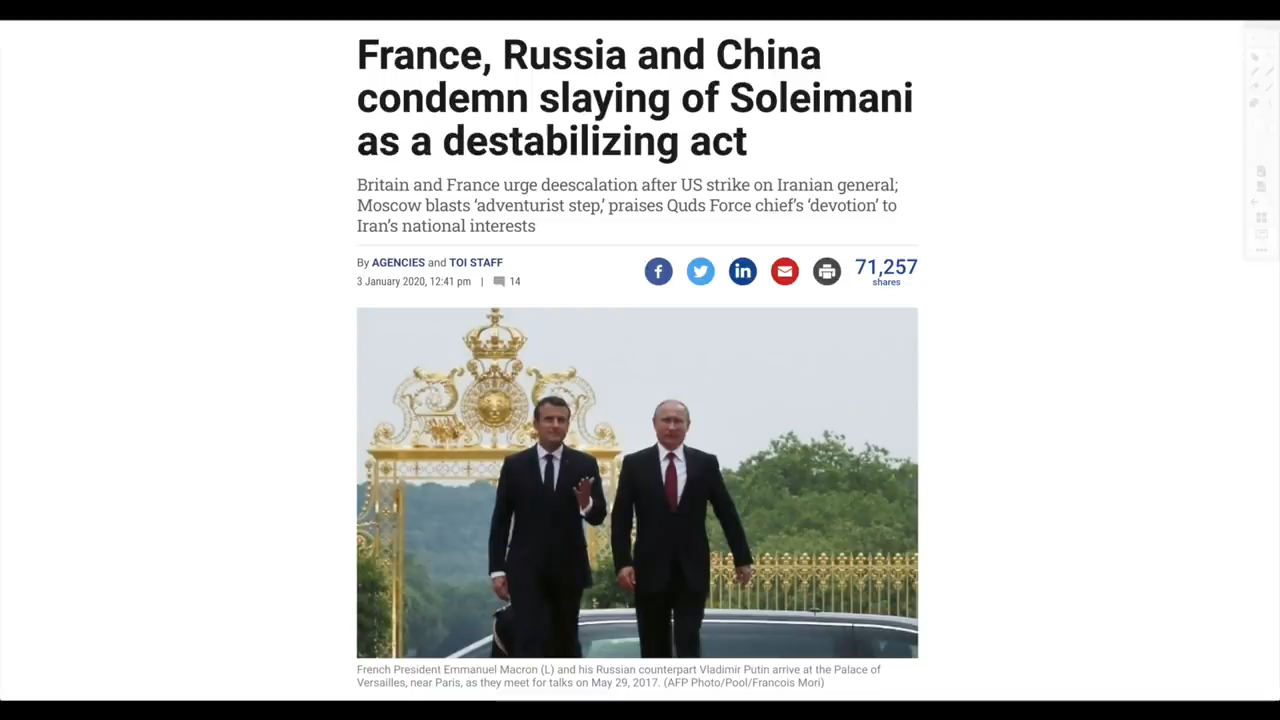 France, Russia and China
condemn slaying of Soleimani
as a destabilizing act
Britain and France urge deescalation after US strike on Iranian general;
Moscow blasts ‘adventurist step,’ praises Quds Force chief’s ‘devotion’ to
Iran’s national interests
By AGENCIES and TOI STAFF
3 January 2020, 12:41 pm | 14
71,257
shares
French President Emmanuel Macron (L) and his Russian counterpart Vladimir Putin arrive at the Palace of
Versailles, near Paris, as they meet for talks on May 29, 2017. (AFP Photo/Pool/Francois Mori)